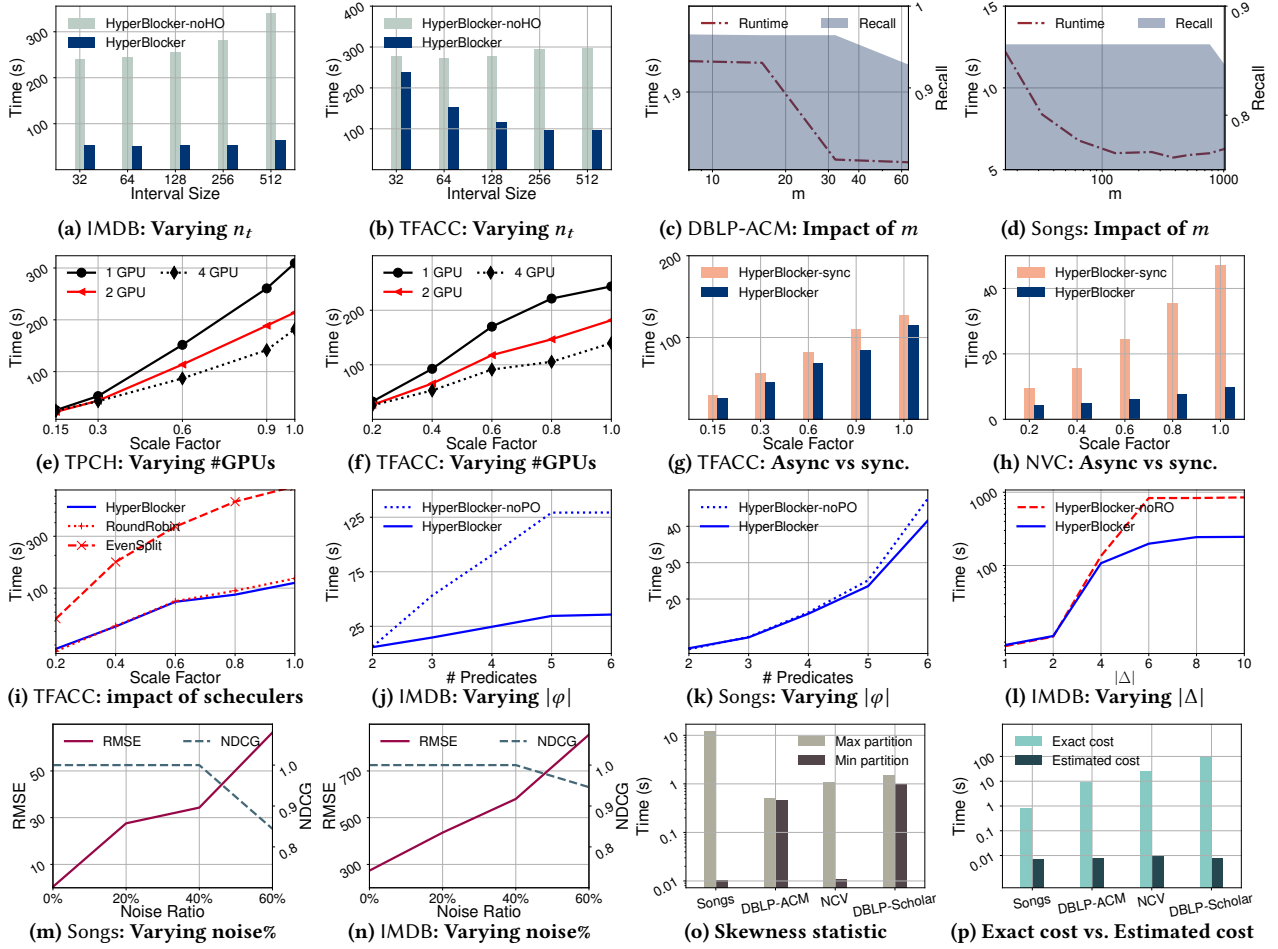 HyperBlocker-noHO
HyperBlocker
300
200
100
Time (s)
32 64 128 256 512
Interval Size
(a) IMDB: Varying n_t
HyperBlocker-noHO
HyperBlocker
400
300
200
100
Time (s)
32 64 128 256 512
Interval Size
(b) TFACC: Varying n_t
Runtime Recall
1.9
Time (s)
1
0.9
Recall
10 20 30 40 60
m
(c) DBLP-ACM: Impact of m
Runtime Recall
15
10
5
Time (s)
0.9
0.8
Recall
100 1000
m
(d) Songs: Impact of m
1 GPU 4 GPU
2 GPU
300
200
100
Time (s)
0.15 0.3 0.6 0.9 1.0
Scale Factor
(e) TPCH: Varying #GPUs
1 GPU 4 GPU
2 GPU
200
100
Time (s)
0.2 0.4 0.6 0.8 1.0
Scale Factor
(f) TFACC: Varying #GPUs
HyperBlocker-sync
HyperBlocker
200
100
Time (s)
0.15 0.3 0.6 0.9 1.0
Scale Factor
(g) TFACC: Async vs sync.
HyperBlocker-sync
HyperBlocker
40
20
0
Time (s)
0.2 0.4 0.6 0.8 1.0
Scale Factor
(h) NVC: Async vs sync.
HyperBlocker
RoundRobin
EvenSplit
300
100
Time (s)
0.2 0.4 0.6 0.8 1.0
Scale Factor
(i) TFACC: impact of scheculers
HyperBlocker-noPO
HyperBlocker
125
75
25
Time (s)
2 3 4 5 6
# Predicates
(j) IMDB: Varying |φ|
HyperBlocker-noPO
HyperBlocker
40
20
Time (s)
2 3 4 5 6
# Predicates
(k) Songs: Varying |φ|
HyperBlocker-noRO
HyperBlocker
1000
100
Time (s)
1 2 4 6 8 10
|Δ|
(l) IMDB: Varying |Δ|
RMSE NDCG
50
30
10
RMSE
1.0
0.9
0.8
NDCG
0% 20% 40% 60%
Noise Ratio
(m) Songs: Varying noise%
RMSE NDCG
700
500
300
RMSE
1.0
0.9
0.8
NDCG
0% 20% 40% 60%
Noise Ratio
(n) IMDB: Varying noise%
Max partition
Min partition
10
1
0.1
0.01
Time (s)
Songs DBLP-ACM NCV DBLP-Scholar
(o) Skewness statistic
Exact cost
Estimated cost
100
10
1
0.1
0.01
Time (s)
Songs DBLP-ACM NCV DBLP-Scholar
(p) Exact cost vs. Estimated cost